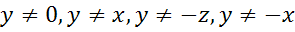 y ≠ 0, y ≠ x, y ≠ −z, y ≠ −x